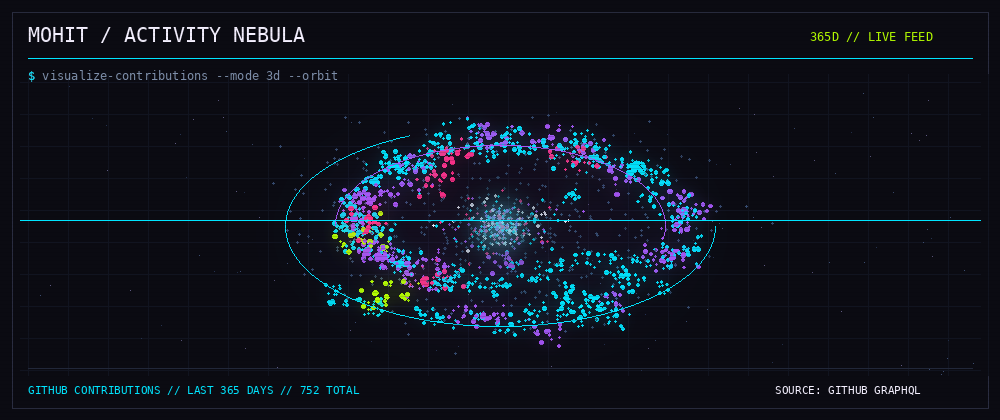 MOHIT / ACTIVITY NEBULA
365D // LIVE FEED
$ visualize-contributions --mode 3d --orbit
GITHUB CONTRIBUTIONS // LAST 365 DAYS // 752 TOTAL
SOURCE: GITHUB GRAPHQL